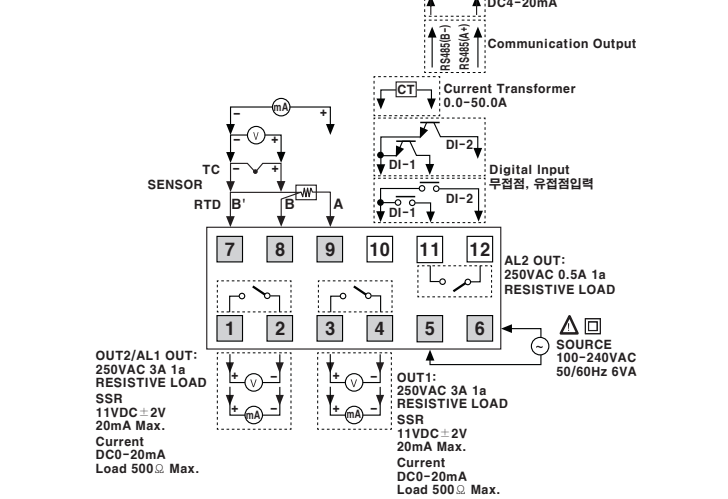 DC4-20mA
RS485(B-)
RS485(A+)
Communication Output
CT
Current Transformer
0.0-50.0A
mA
- +
V
- +
DI-2
DI-1
TC
- +
Digital Input
무접점, 유접점입력
SENSOR
DI-2
RTD B' B A
DI-1
7 8 9 10 11 12
AL2 OUT:
250VAC 0.5A 1a
RESISTIVE LOAD
1 2 3 4 5 6
SOURCE
100-240VAC
50/60Hz 6VA
~
OUT2/AL1 OUT:
250VAC 3A 1a
RESISTIVE LOAD
SSR
11VDC±2V
20mA Max.
Current
DC0-20mA
Load 500Ω Max.
+ V -
+ mA -
+ V -
+ mA -
OUT1:
250VAC 3A 1a
RESISTIVE LOAD
SSR
11VDC±2V
20mA Max.
Current
DC0-20mA
Load 500Ω Max.